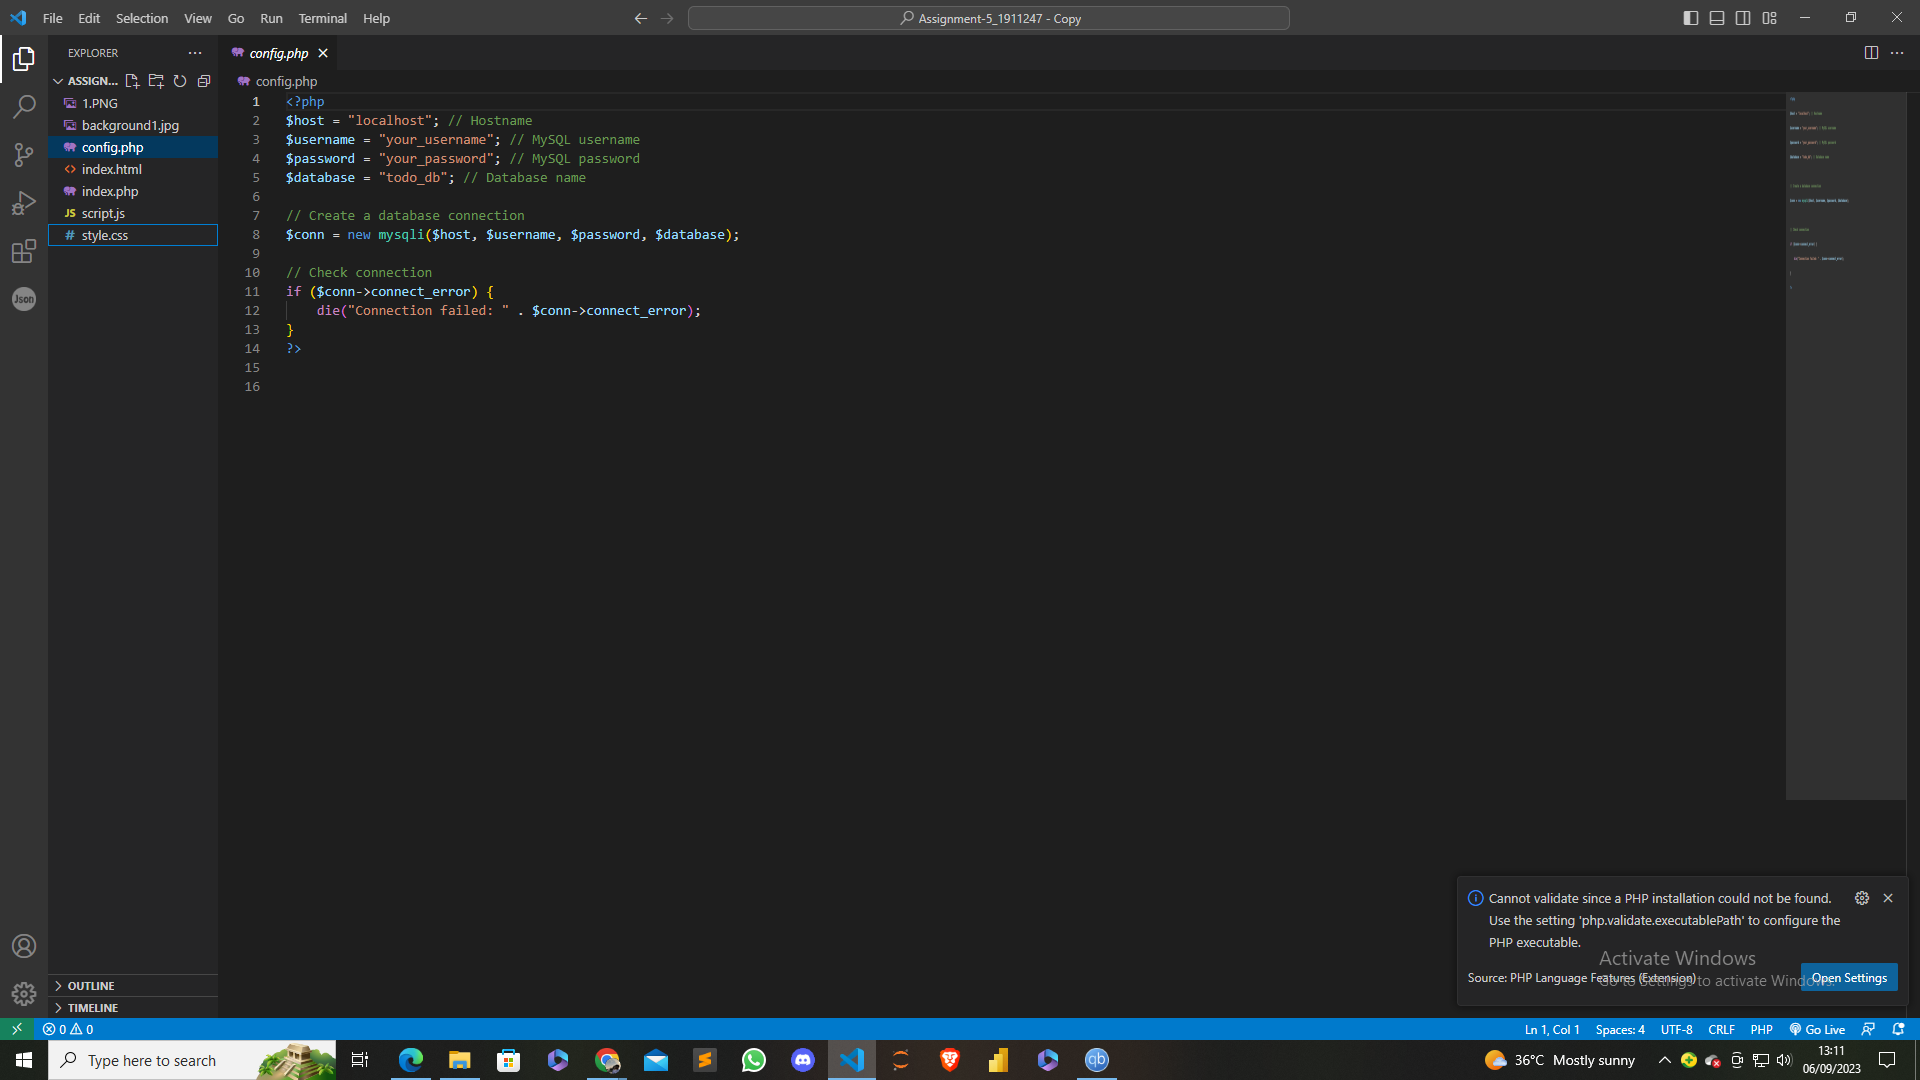 File Edit Selection View Go Run Terminal Help
Assignment-5_1911247 - Copy
EXPLORER
config.php
ASSIGN...
config.php
1.PNG
background1.jpg
config.php
index.html
index.php
JS script.js
# style.css
1 <?php
2 $host = "localhost"; // Hostname
3 $username = "your_username"; // MySQL username
4 $password = "your_password"; // MySQL password
5 $database = "todo_db"; // Database name
6
7 // Create a database connection
8 $conn = new mysqli($host, $username, $password, $database);
9
10 // Check connection
11 if ($conn->connect_error) {
12 die("Connection failed: " . $conn->connect_error);
13 }
14 ?>
15
16
Json
Cannot validate since a PHP installation could not be found.
Use the setting 'php.validate.executablePath' to configure the
PHP executable.
Activate Windows
Source: PHP Language Features (Extension)
Go to Settings to activate Windows.
Open Settings
OUTLINE
TIMELINE
0 0
Ln 1, Col 1 Spaces: 4 UTF-8 CRLF PHP Go Live
Type here to search
qb
36°C Mostly sunny
13:11
06/09/2023